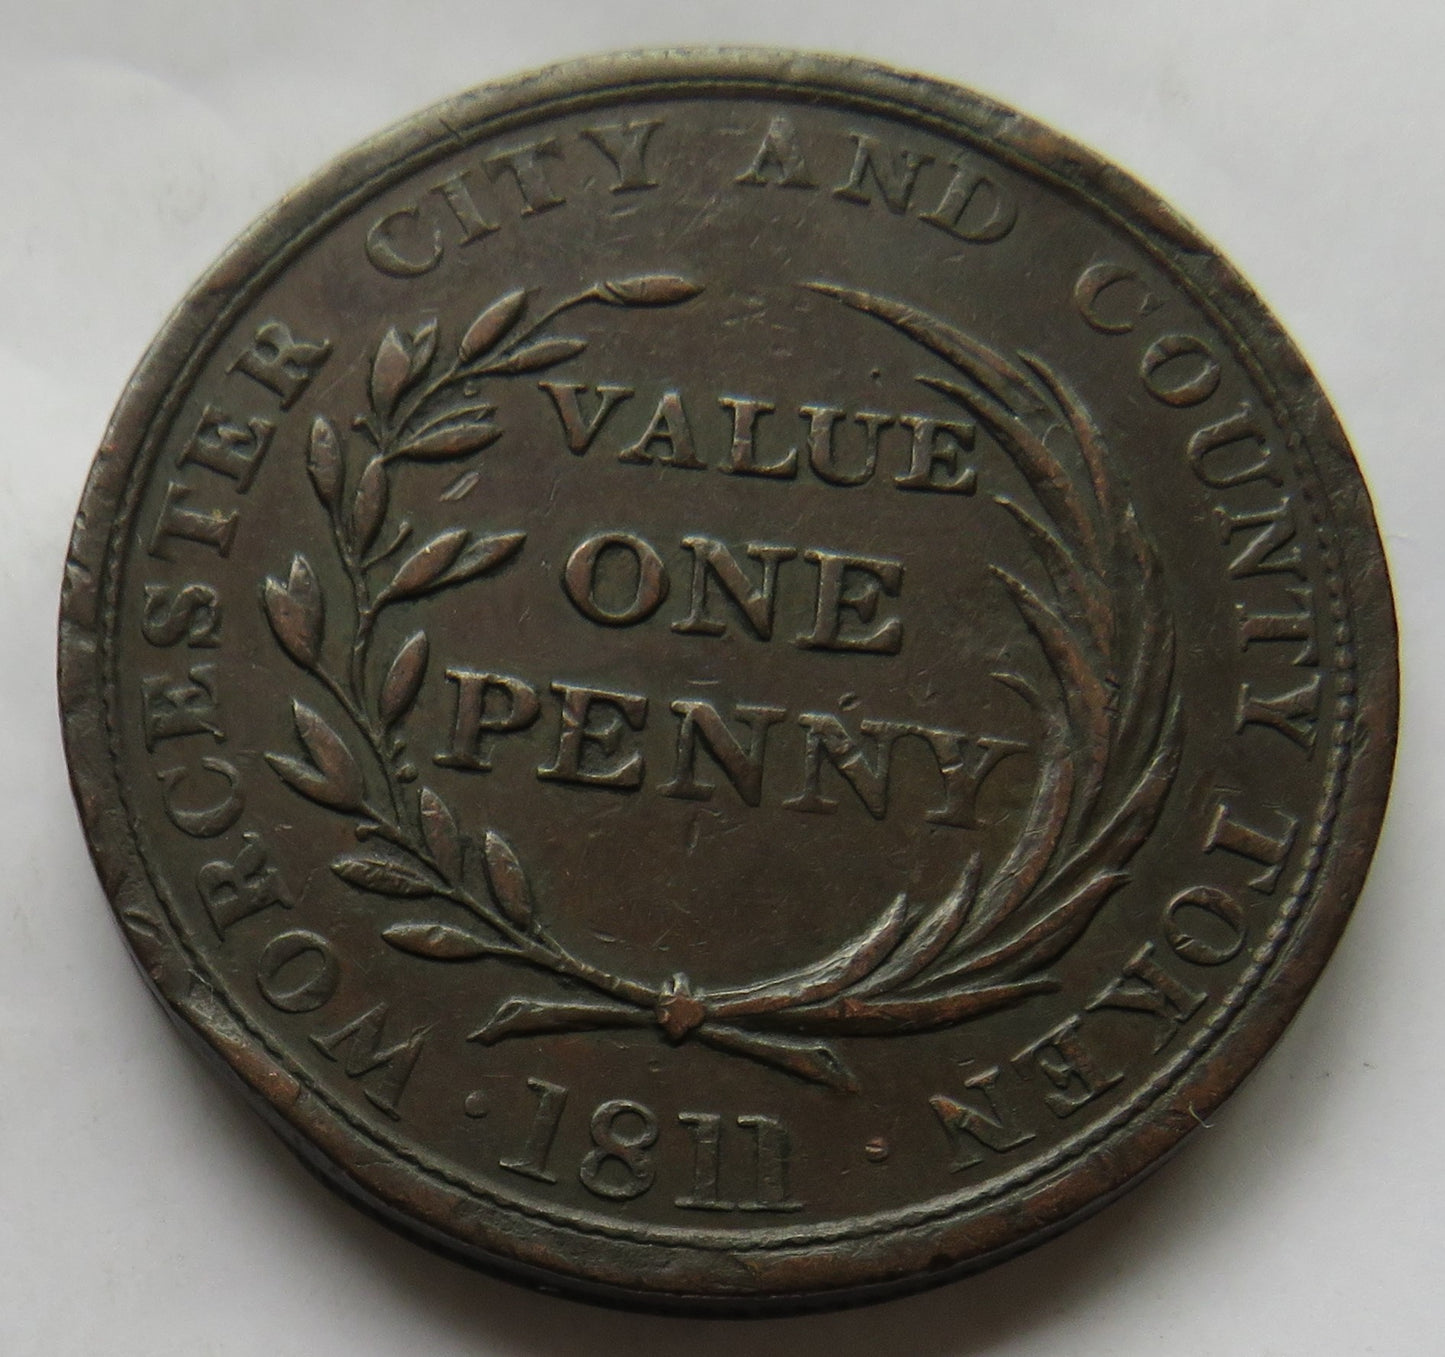 WORCESTER CITY AND COUNTY TOKEN
VALUE
ONE
PENNY
· 1811 ·